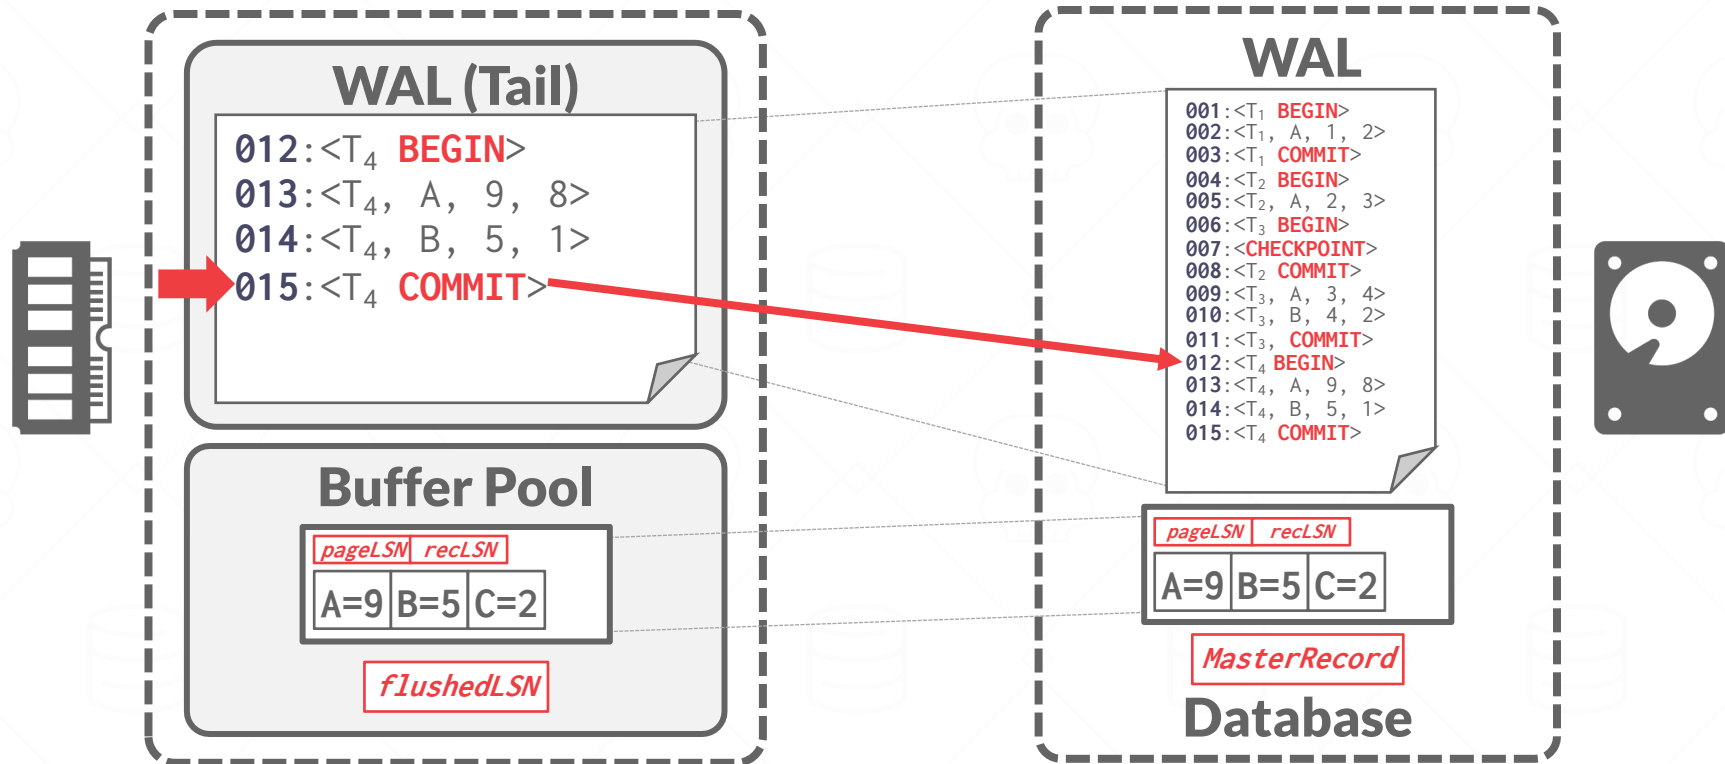 WAL (Tail)
012:<T₄ BEGIN>
013:<T₄, A, 9, 8>
014:<T₄, B, 5, 1>
015:<T₄ COMMIT>
Buffer Pool
pageLSN recLSN
A=9 B=5 C=2
flushedLSN
WAL
001:<T₁ BEGIN>
002:<T₁, A, 1, 2>
003:<T₁ COMMIT>
004:<T₂ BEGIN>
005:<T₂, A, 2, 3>
006:<T₃ BEGIN>
007:<CHECKPOINT>
008:<T₂ COMMIT>
009:<T₃, A, 3, 4>
010:<T₃, B, 4, 2>
011:<T₃, COMMIT>
012:<T₄ BEGIN>
013:<T₄, A, 9, 8>
014:<T₄, B, 5, 1>
015:<T₄ COMMIT>
pageLSN recLSN
A=9 B=5 C=2
MasterRecord
Database